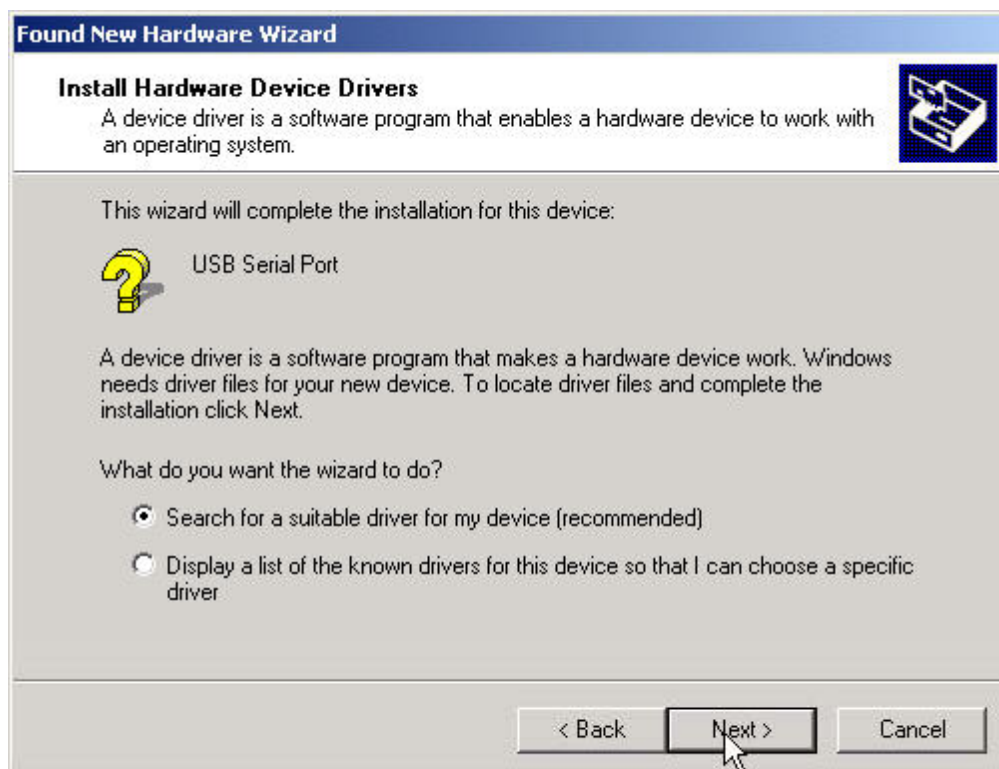 Found New Hardware Wizard
Install Hardware Device Drivers
A device driver is a software program that enables a hardware device to work with
an operating system.
This wizard will complete the installation for this device:
USB Serial Port
A device driver is a software program that makes a hardware device work. Windows
needs driver files for your new device. To locate driver files and complete the
installation click Next.
What do you want the wizard to do?
Search for a suitable driver for my device (recommended)
Display a list of the known drivers for this device so that I can choose a specific
driver
< Back Next > Cancel